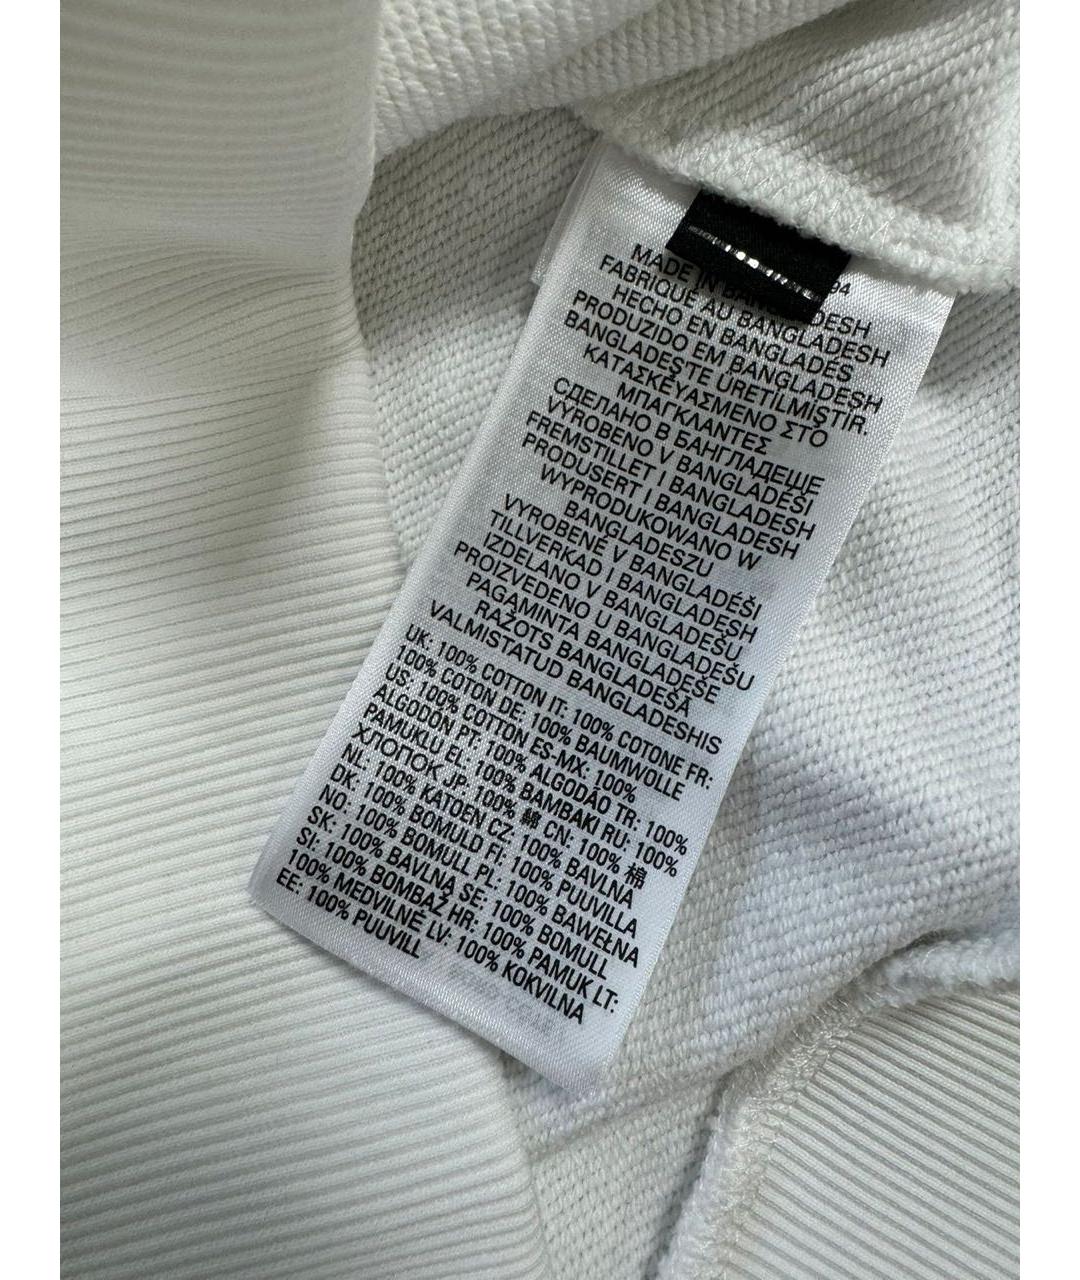 MADE IN BANGLADESH
FABRIQUÉ AU BANGLADESH
HECHO EN BANGLADÉS
PRODUZIDO EM BANGLADESH
BANGLADEŞ'TE ÜRETİLMİŞTİR.
ΚΑΤΑΣΚΕΥΑΣΜΕΝΟ ΣΤΟ
ΜΠΑΓΚΛΑΝΤΕΣ
СДЕЛАНО В БАНГЛАДЕШЕ
VYROBENO V BANGLADÉŠI
FREMSTILLET I BANGLADESH
PRODUSERT I BANGLADESH
WYPRODUKOWANO W
BANGLADESZU
VYROBENÉ V BANGLADÉŠI
TILLVERKAD I BANGLADESH
IZDELANO V BANGLADEŠU
PROIZVEDENO U BANGLADEŠU
PAGAMINTA BANGLADEŠE
RAŽOTS BANGLADEŠĀ
VALMISTATUD BANGLADESHIS
UK: 100% COTTON IT: 100% COTONE FR:
100% COTON DE: 100% BAUMWOLLE
US: 100% COTTON ES-MX: 100%
ALGODÓN PT: 100% ALGODÃO TR: 100%
PAMUKLU EL: 100% BAMBAKI RU: 100%
ХЛОПОК JP: 100% 綿 CN: 100% 棉
NL: 100% KATOEN CZ: 100% BAVLNA
DK: 100% BOMULD FI: 100% PUUVILLA
NO: 100% BOMULL PL: 100% BAWEŁNA
SK: 100% BAVLNA SE: 100% BOMULL
SI: 100% BOMBAŽ HR: 100% PAMUK LT:
100% MEDVILNĖ LV: 100% KOKVILNA
EE: 100% PUUVILL